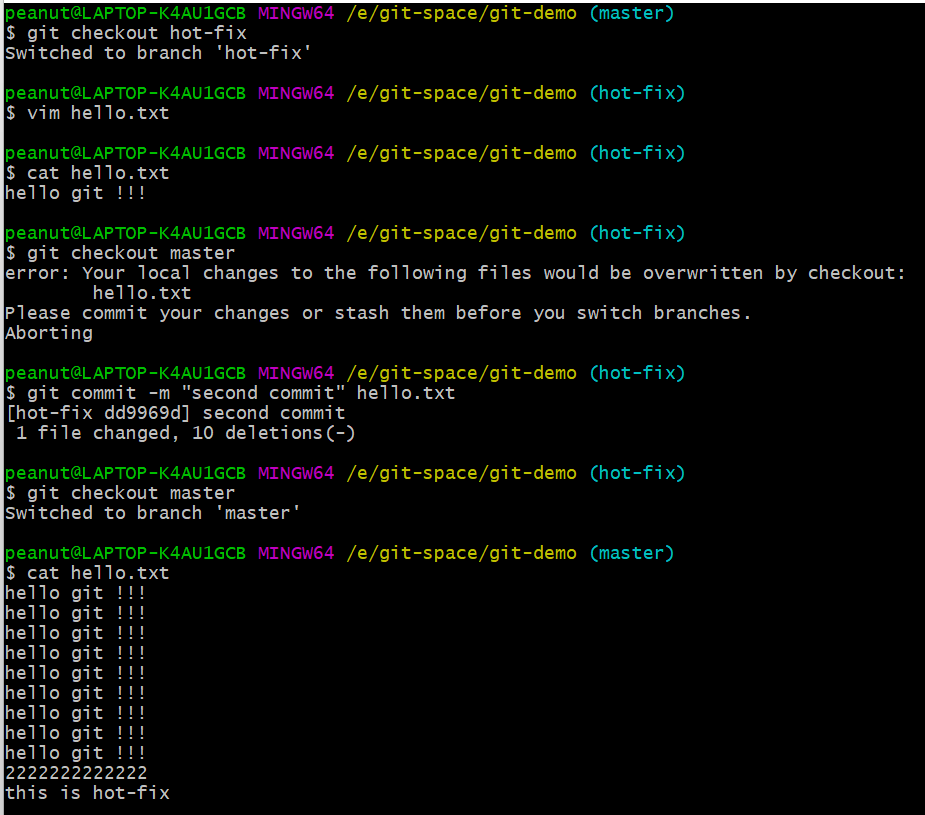 peanut@LAPTOP-K4AU1GCB MINGW64 /e/git-space/git-demo (master)
$ git checkout hot-fix
Switched to branch 'hot-fix'
peanut@LAPTOP-K4AU1GCB MINGW64 /e/git-space/git-demo (hot-fix)
$ vim hello.txt
peanut@LAPTOP-K4AU1GCB MINGW64 /e/git-space/git-demo (hot-fix)
$ cat hello.txt
hello git !!!
peanut@LAPTOP-K4AU1GCB MINGW64 /e/git-space/git-demo (hot-fix)
$ git checkout master
error: Your local changes to the following files would be overwritten by checkout:
        hello.txt
Please commit your changes or stash them before you switch branches.
Aborting
peanut@LAPTOP-K4AU1GCB MINGW64 /e/git-space/git-demo (hot-fix)
$ git commit -m "second commit" hello.txt
[hot-fix dd9969d] second commit
 1 file changed, 10 deletions(-)
peanut@LAPTOP-K4AU1GCB MINGW64 /e/git-space/git-demo (hot-fix)
$ git checkout master
Switched to branch 'master'
peanut@LAPTOP-K4AU1GCB MINGW64 /e/git-space/git-demo (master)
$ cat hello.txt
hello git !!!
hello git !!!
hello git !!!
hello git !!!
hello git !!!
hello git !!!
hello git !!!
hello git !!!
hello git !!!
2222222222222
this is hot-fix